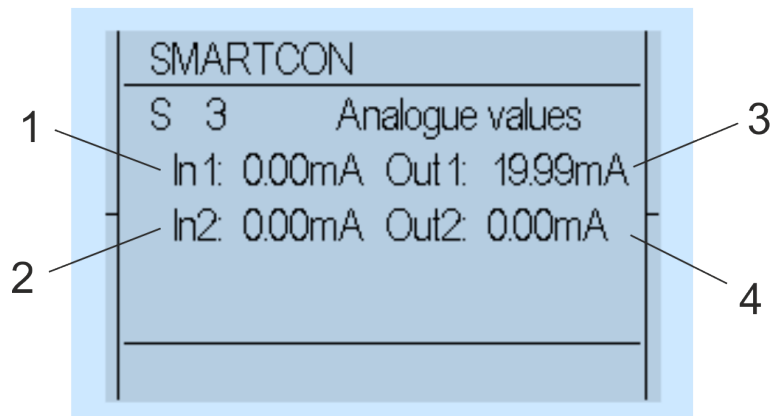 SMARTCON
S 3 Analogue values
1 In1: 0.00mA Out1: 19.99mA 3
2 In2: 0.00mA Out2: 0.00mA 4